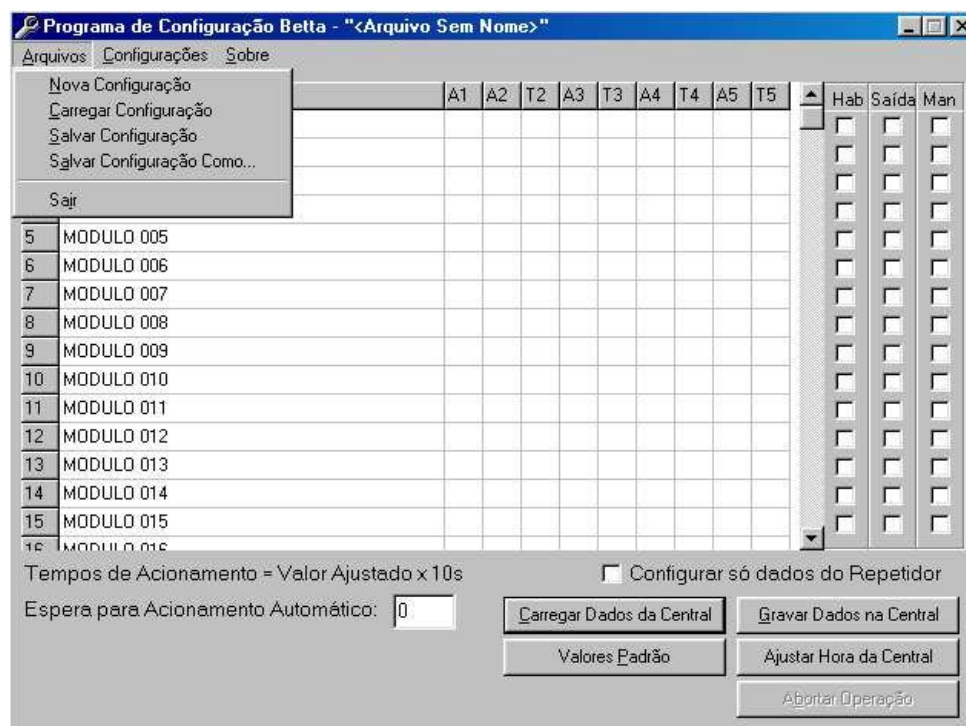 Programa de Configuração Betta - "<Arquivo Sem Nome>"
Arquivos Configurações Sobre
Nova Configuração
Carregar Configuração
Salvar Configuração
Salvar Configuração Como...
Sair
A1 A2 T2 A3 T3 A4 T4 A5 T5 Hab Saída Man
5 MODULO 005
6 MODULO 006
7 MODULO 007
8 MODULO 008
9 MODULO 009
10 MODULO 010
11 MODULO 011
12 MODULO 012
13 MODULO 013
14 MODULO 014
15 MODULO 015
16 MODULO 016
Tempos de Acionamento = Valor Ajustado x 10s
Configurar só dados do Repetidor
Espera para Acionamento Automático: 0
Carregar Dados da Central
Gravar Dados na Central
Valores Padrão
Ajustar Hora da Central
Abortar Operação